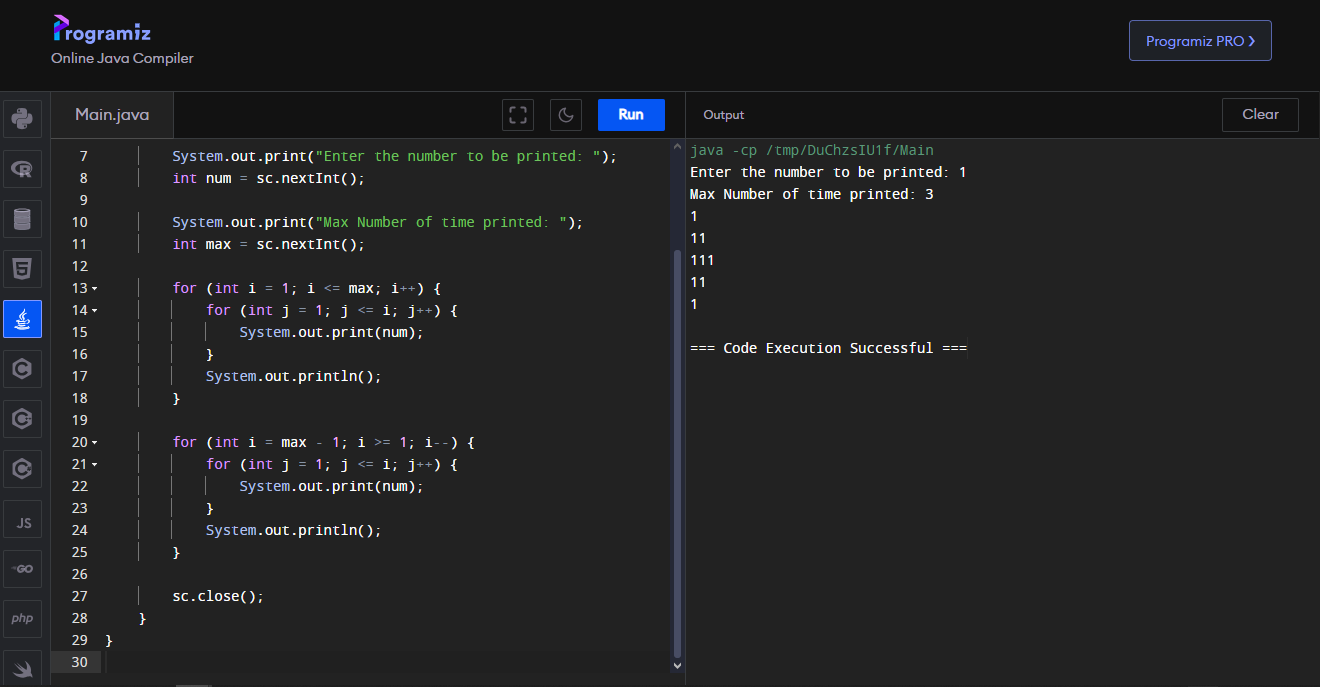 Programiz
Online Java Compiler
Programiz PRO ❯
Main.java
Run
Output
Clear
7 System.out.print("Enter the number to be printed: ");
8 int num = sc.nextInt();
9
10 System.out.print("Max Number of time printed: ");
11 int max = sc.nextInt();
12
13 for (int i = 1; i <= max; i++) {
14 for (int j = 1; j <= i; j++) {
15 System.out.print(num);
16 }
17 System.out.println();
18 }
19
20 for (int i = max - 1; i >= 1; i--) {
21 for (int j = 1; j <= i; j++) {
22 System.out.print(num);
23 }
24 System.out.println();
25 }
26
27 sc.close();
28 }
29 }
30
java -cp /tmp/DuChzsIU1f/Main
Enter the number to be printed: 1
Max Number of time printed: 3
1
11
111
11
1
=== Code Execution Successful ===
R
5
C
C
C
JS
GO
php